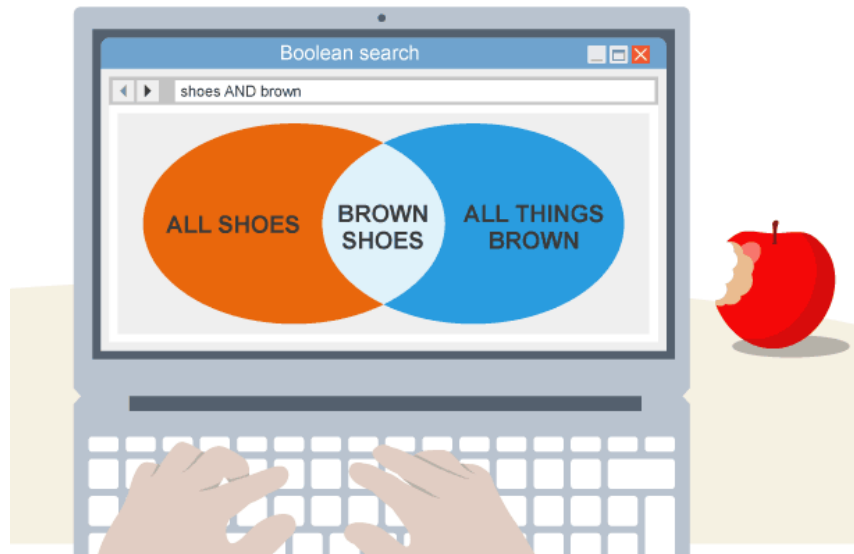 Boolean search
shoes AND brown
ALL SHOES
BROWN
SHOES
ALL THINGS
BROWN